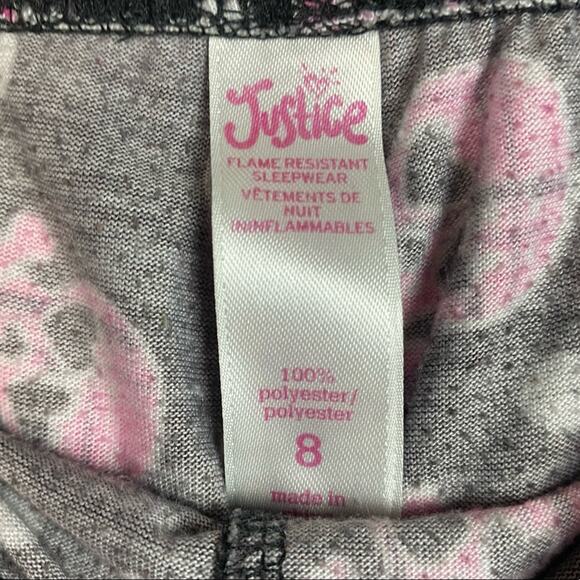 Justice
FLAME RESISTANT
SLEEPWEAR
VÊTEMENTS DE
NUIT
ININFLAMMABLES
100%
polyester/
polyester
8
made in